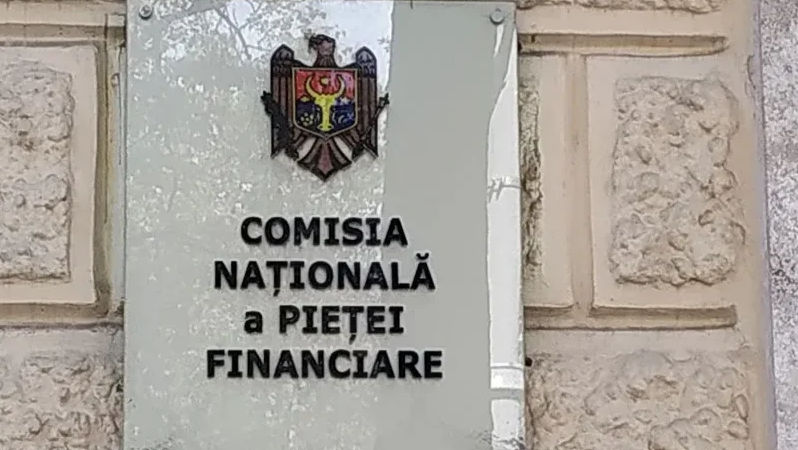 COMISIA
NAȚIONALĂ
a PIEȚEI
FINANCIARE